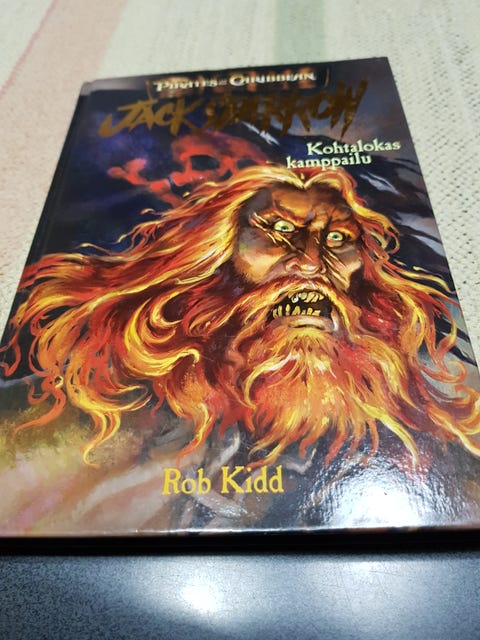 PIRATES of the CARIBBEAN
JACK SPARROW
Kohtalokas
kamppailu
Rob Kidd